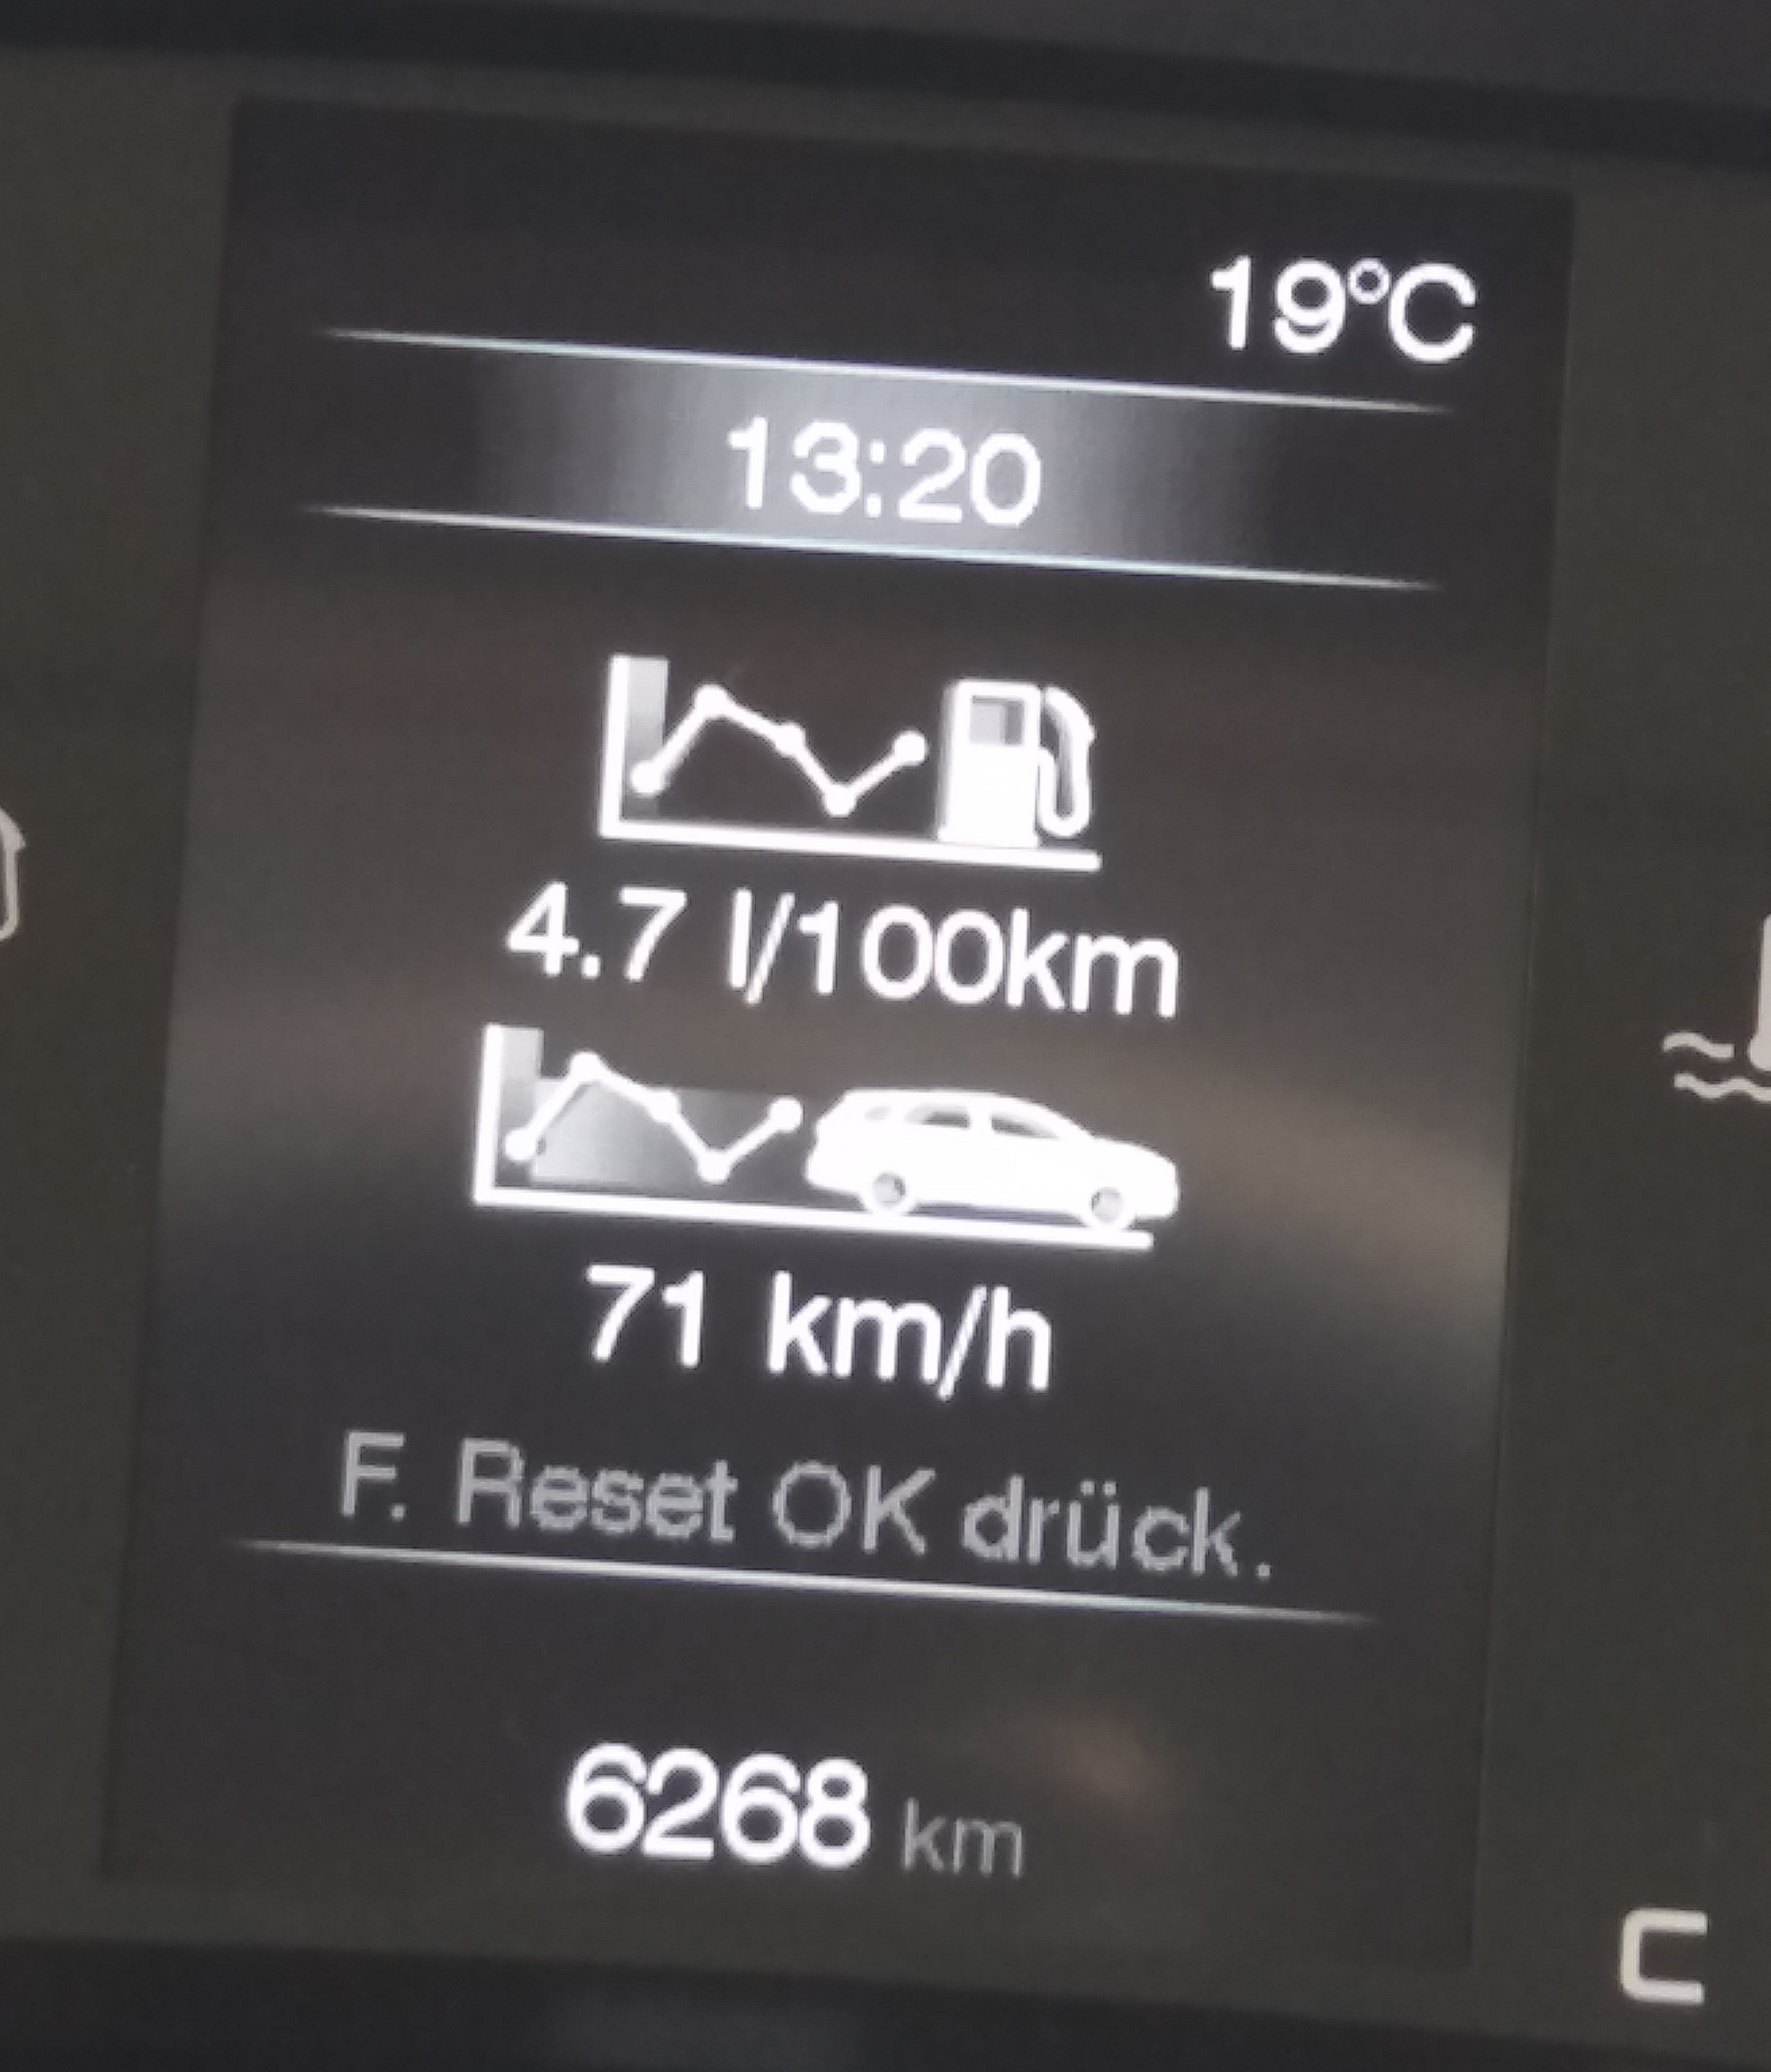 19°C
13:20
4.7 l/100km
71 km/h
F. Reset OK drück.
6268 km
C